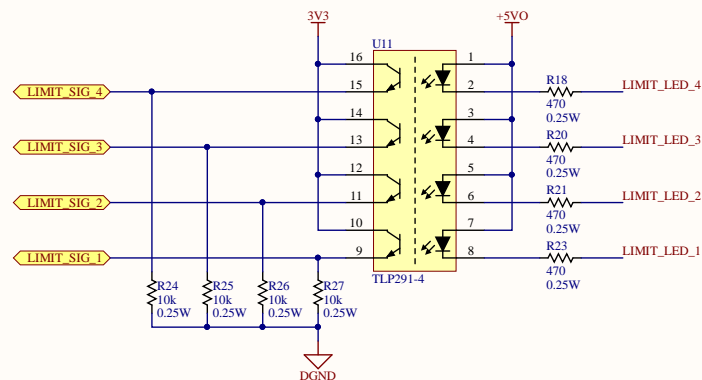 3V3
+5VO
U11
16
1
LIMIT_SIG_4
15
2
R18
470
0.25W
LIMIT_LED_4
14
3
LIMIT_SIG_3
13
4
R20
470
0.25W
LIMIT_LED_3
12
5
LIMIT_SIG_2
11
6
R21
470
0.25W
LIMIT_LED_2
10
7
LIMIT_SIG_1
9
8
R23
470
0.25W
LIMIT_LED_1
TLP291-4
R24
10k
0.25W
R25
10k
0.25W
R26
10k
0.25W
R27
10k
0.25W
DGND